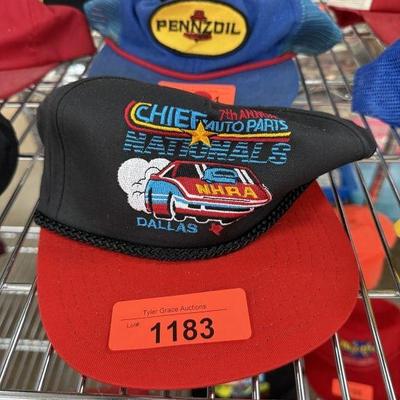 PENNZOIL
CHIEF 7th ANNUAL
AUTO PARTS
NATIONALS
NHRA
DALLAS
Tyler Grace Auctions
Lot# 1183